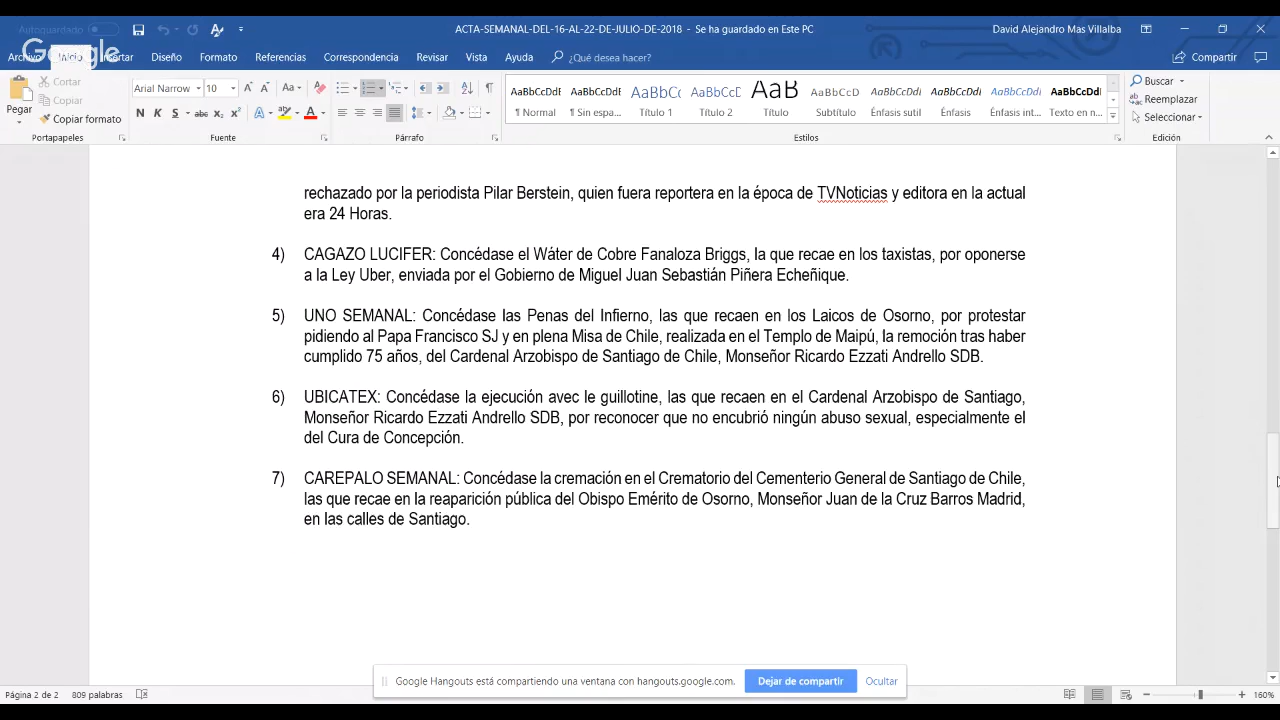 Autoguardado
ACTA-SEMANAL-DEL-16-AL-22-DE-JULIO-DE-2018 - Se ha guardado en Este PC
David Alejandro Mas Villalba
Google
Archivo Inicio Insertar Diseño Formato Referencias Correspondencia Revisar Vista Ayuda ¿Qué desea hacer? Compartir
Pegar
Cortar
Copiar
Copiar formato
Arial Narrow 10
N K S abc x₂ x²
AaBbCcDdI AaBbCcDdI AaBbCc AaBbCcD AaB AaBbCcD AaBbCcDdI AaBbCcDdI AaBbCcDdI AaBbCcDdI
¶ Normal ¶ Sin espa... Título 1 Título 2 Título Subtítulo Énfasis sutil Énfasis Énfasis int... Texto en n...
Buscar
Reemplazar
Seleccionar
Portapapeles Fuente Párrafo Estilos Edición
rechazado por la periodista Pilar Berstein, quien fuera reportera en la época de TVNoticias y editora en la actual
era 24 Horas.
4) CAGAZO LUCIFER: Concédase el Wáter de Cobre Fanaloza Briggs, la que recae en los taxistas, por oponerse
a la Ley Uber, enviada por el Gobierno de Miguel Juan Sebastián Piñera Echeñique.
5) UNO SEMANAL: Concédase las Penas del Infierno, las que recaen en los Laicos de Osorno, por protestar
pidiendo al Papa Francisco SJ y en plena Misa de Chile, realizada en el Templo de Maipú, la remoción tras haber
cumplido 75 años, del Cardenal Arzobispo de Santiago de Chile, Monseñor Ricardo Ezzati Andrello SDB.
6) UBICATEX: Concédase la ejecución avec le guillotine, las que recaen en el Cardenal Arzobispo de Santiago,
Monseñor Ricardo Ezzati Andrello SDB, por reconocer que no encubrió ningún abuso sexual, especialmente el
del Cura de Concepción.
7) CAREPALO SEMANAL: Concédase la cremación en el Crematorio del Cementerio General de Santiago de Chile,
las que recae en la reaparición pública del Obispo Emérito de Osorno, Monseñor Juan de la Cruz Barros Madrid,
en las calles de Santiago.
Google Hangouts está compartiendo una ventana con hangouts.google.com. Dejar de compartir Ocultar
Página 2 de 2 809 palabras 160%